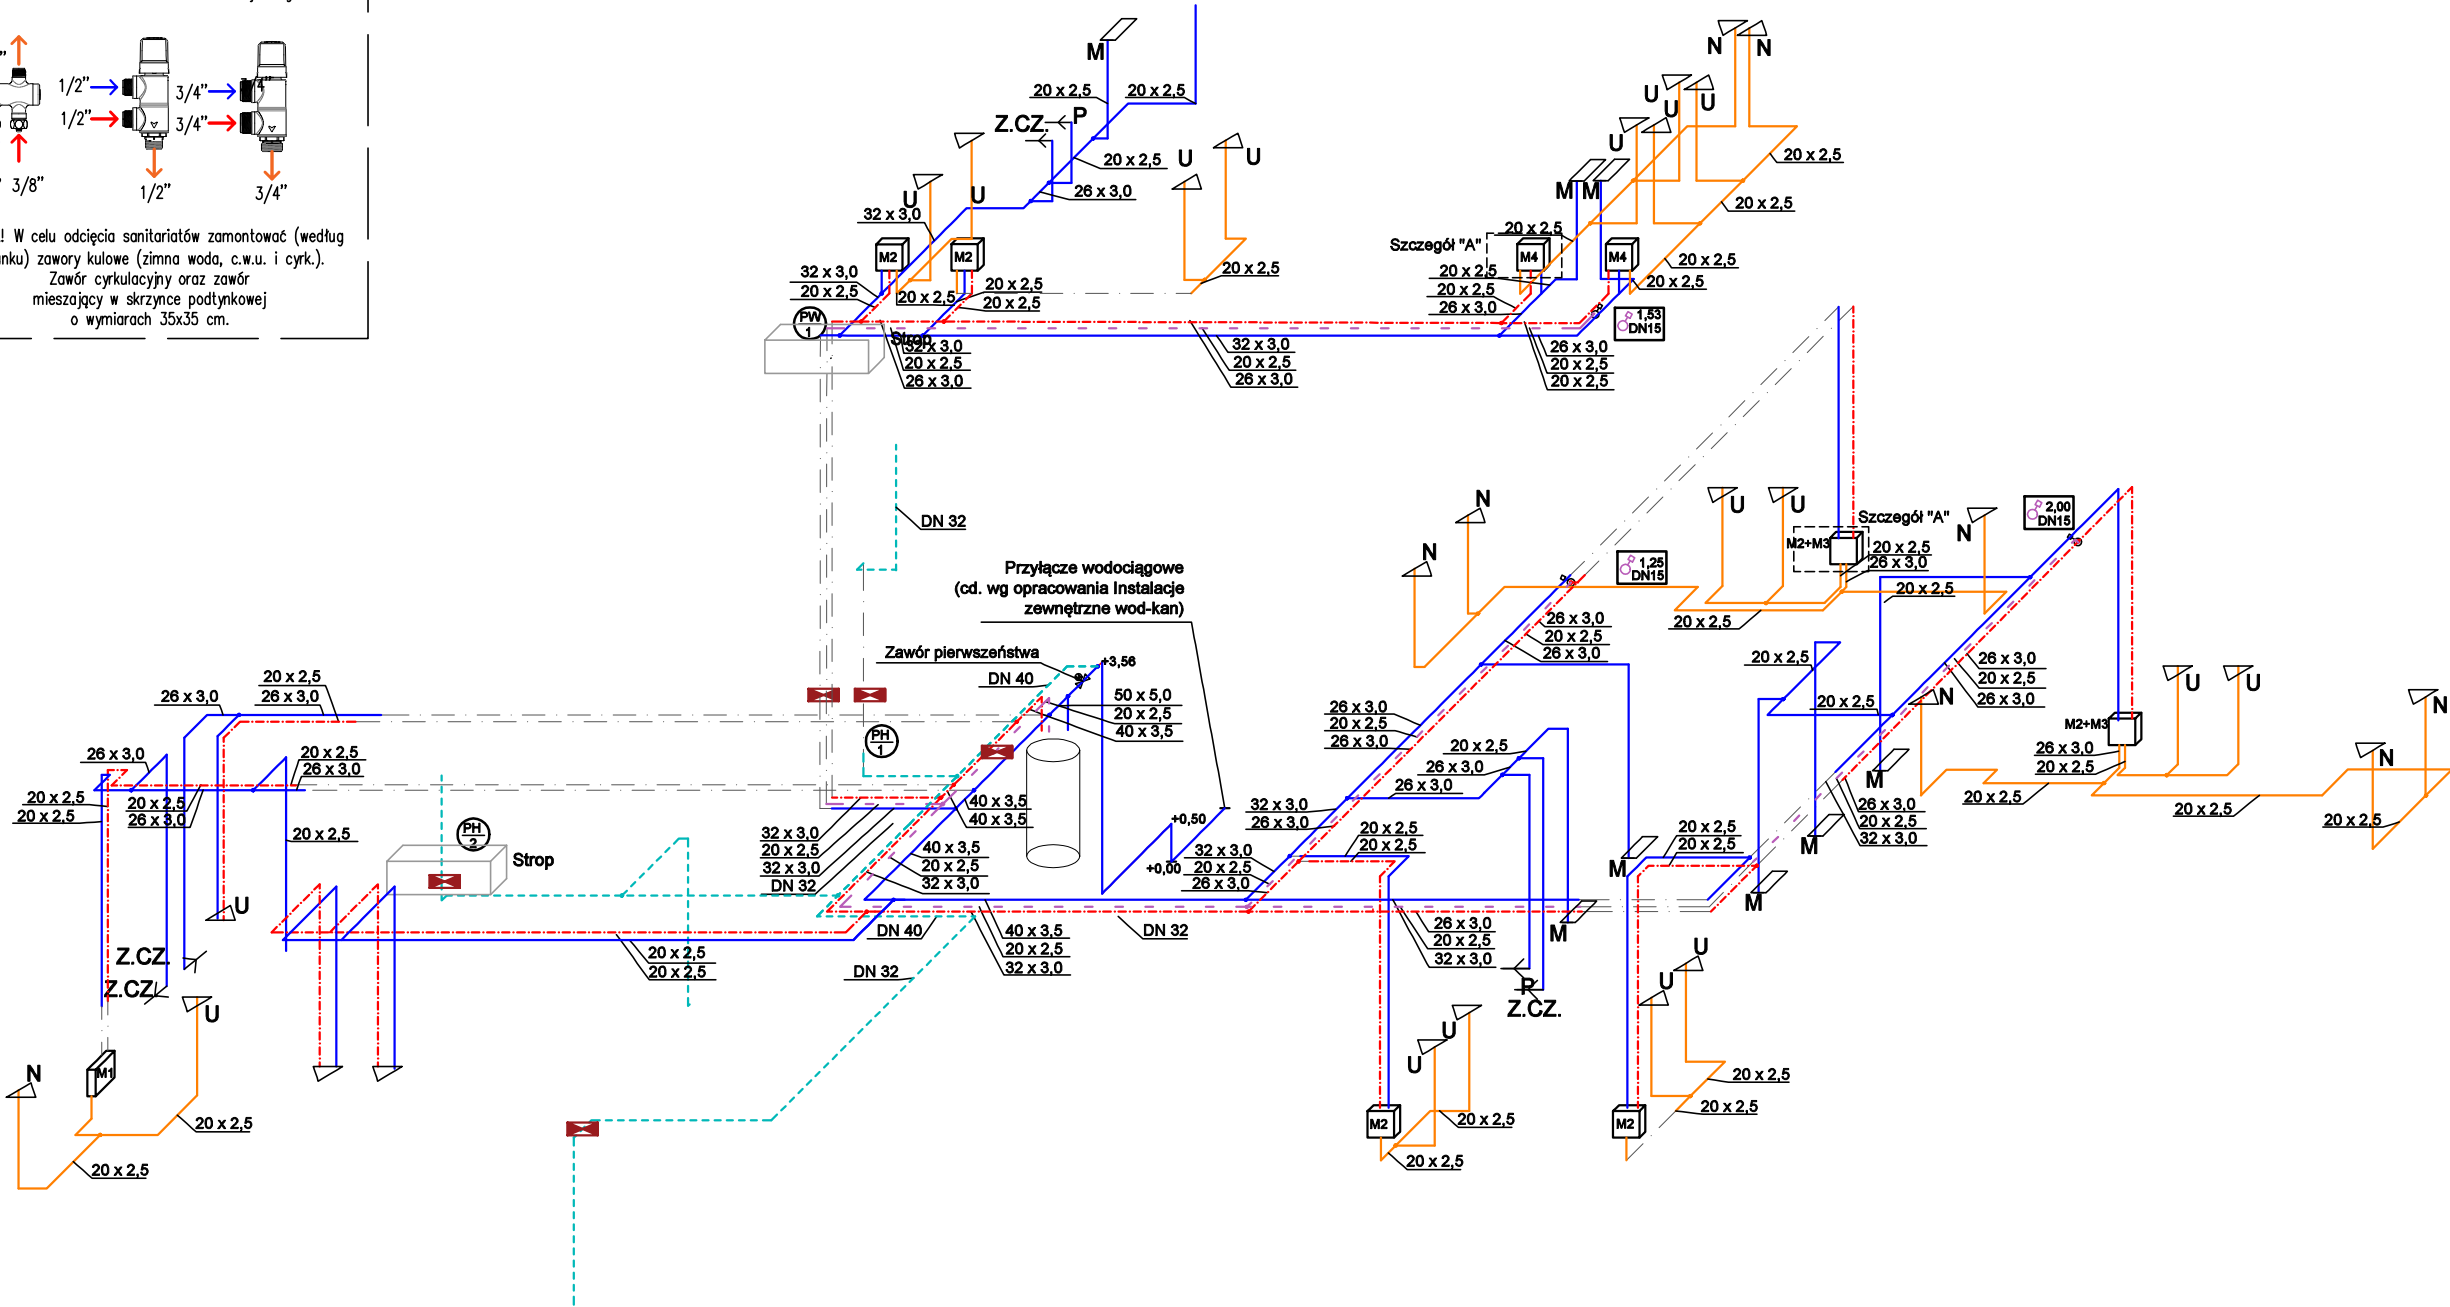 1/2"
3/4"
1/2"
3/4"
3/8"
1/2"
3/4"
! W celu odcięcia sanitariatów zamontować (według
nku) zawory kulowe (zimna woda, c.w.u. i cyrk.).
Zawór cyrkulacyjny oraz zawór
mieszający w skrzynce podtynkowej
o wymiarach 35x35 cm.
M
20 x 2,5
20 x 2,5
Z.CZ.
P
20 x 2,5
26 x 3,0
U
U
U
U
32 x 3,0
M2
M2
32 x 3,0
20 x 2,5
20 x 2,5
20 x 2,5
20 x 2,5
20 x 2,5
PW
1
Strop
32 x 3,0
20 x 2,5
26 x 3,0
32 x 3,0
20 x 2,5
26 x 3,0
N
N
U
U
U
U
20 x 2,5
20 x 2,5
M
M
20 x 2,5
Szczegół "A"
M4
M4
20 x 2,5
20 x 2,5
20 x 2,5
20 x 2,5
26 x 3,0
1,53
DN15
26 x 3,0
20 x 2,5
20 x 2,5
DN 32
Przyłącze wodociągowe
(cd. wg opracowania Instalacje
zewnętrzne wod-kan)
Zawór pierwszeństwa
+3,56
DN 40
50 x 5,0
20 x 2,5
40 x 3,5
PH
1
40 x 3,5
40 x 3,5
+0,50
+0,00
32 x 3,0
20 x 2,5
32 x 3,0
DN 32
40 x 3,5
20 x 2,5
32 x 3,0
DN 40
DN 32
40 x 3,5
20 x 2,5
32 x 3,0
DN 32
20 x 2,5
26 x 3,0
26 x 3,0
26 x 3,0
20 x 2,5
26 x 3,0
20 x 2,5
20 x 2,5
20 x 2,5
26 x 3,0
20 x 2,5
PH
2
Strop
U
Z.CZ.
Z.CZ.
U
20 x 2,5
20 x 2,5
N
M1
20 x 2,5
20 x 2,5
N
N
U
U
Szczegół "A"
M2+M3
20 x 2,5
26 x 3,0
N
2,00
DN15
1,25
DN15
20 x 2,5
20 x 2,5
26 x 3,0
20 x 2,5
26 x 3,0
20 x 2,5
20 x 2,5
26 x 3,0
20 x 2,5
26 x 3,0
N
26 x 3,0
20 x 2,5
26 x 3,0
20 x 2,5
26 x 3,0
26 x 3,0
M2+M3
U
U
N
N
26 x 3,0
20 x 2,5
20 x 2,5
20 x 2,5
20 x 2,5
32 x 3,0
26 x 3,0
M
26 x 3,0
20 x 2,5
32 x 3,0
M
20 x 2,5
20 x 2,5
20 x 2,5
20 x 2,5
32 x 3,0
20 x 2,5
26 x 3,0
M
M
M
26 x 3,0
20 x 2,5
32 x 3,0
P
Z.CZ.
U
U
U
U
M2
M2
20 x 2,5
20 x 2,5
20 x 2,5
20 x 2,5